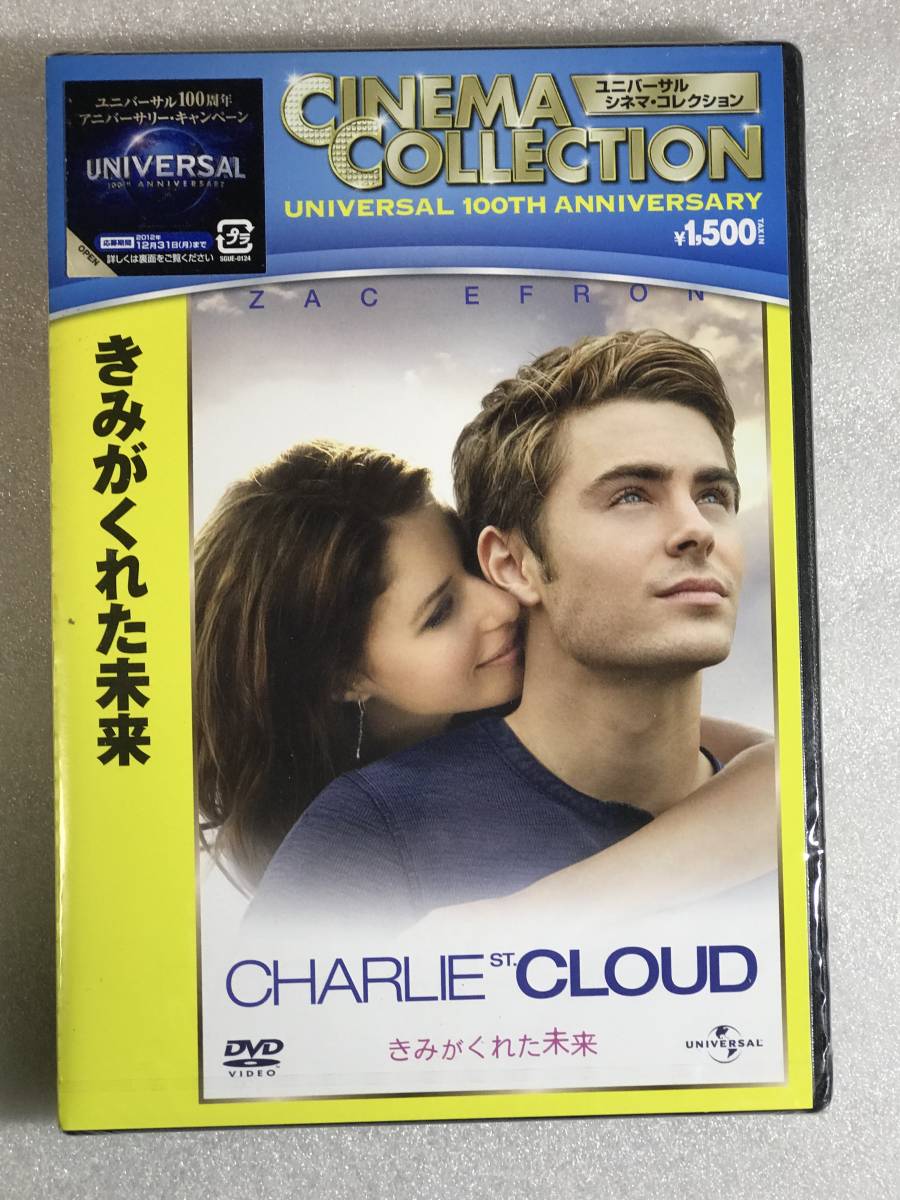 ユニバーサル100周年
アニバーサリー・キャンペーン
UNIVERSAL
100TH ANNIVERSARY
応募期間 2012年
12月31日(月)まで
詳しくは裏面をご覧ください
プラ
SGUE-0124
OPEN
CINEMA
COLLECTION
ユニバーサル
シネマ・コレクション
UNIVERSAL 100TH ANNIVERSARY
¥1,500
TAX IN
ZAC EFRON
きみがくれた未来
CHARLIE ST. CLOUD
DVD
VIDEO
きみがくれた未来
UNIVERSAL